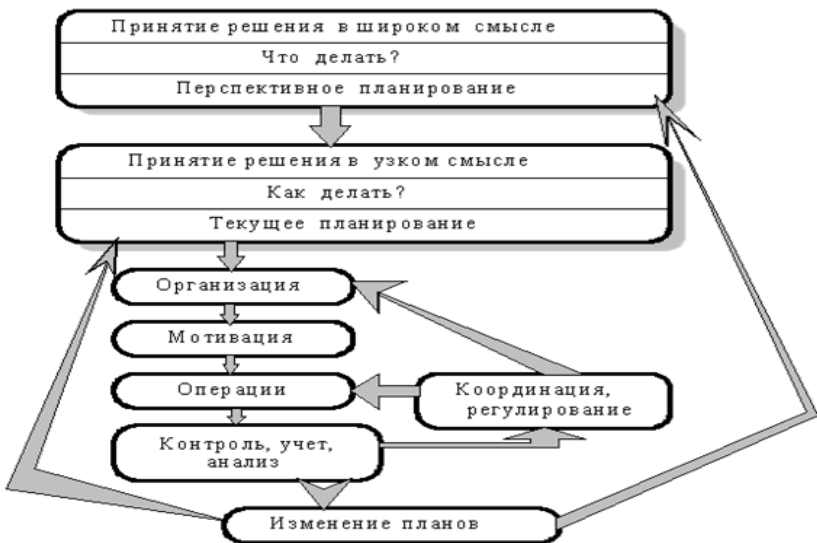 Принятие решения в широком смысле
Что делать?
Перспективное планирование
Принятие решения в узком смысле
Как делать?
Текущее планирование
Организация
Мотивация
Операции
Координация,
регулирование
Контроль, учет,
анализ
Изменение планов